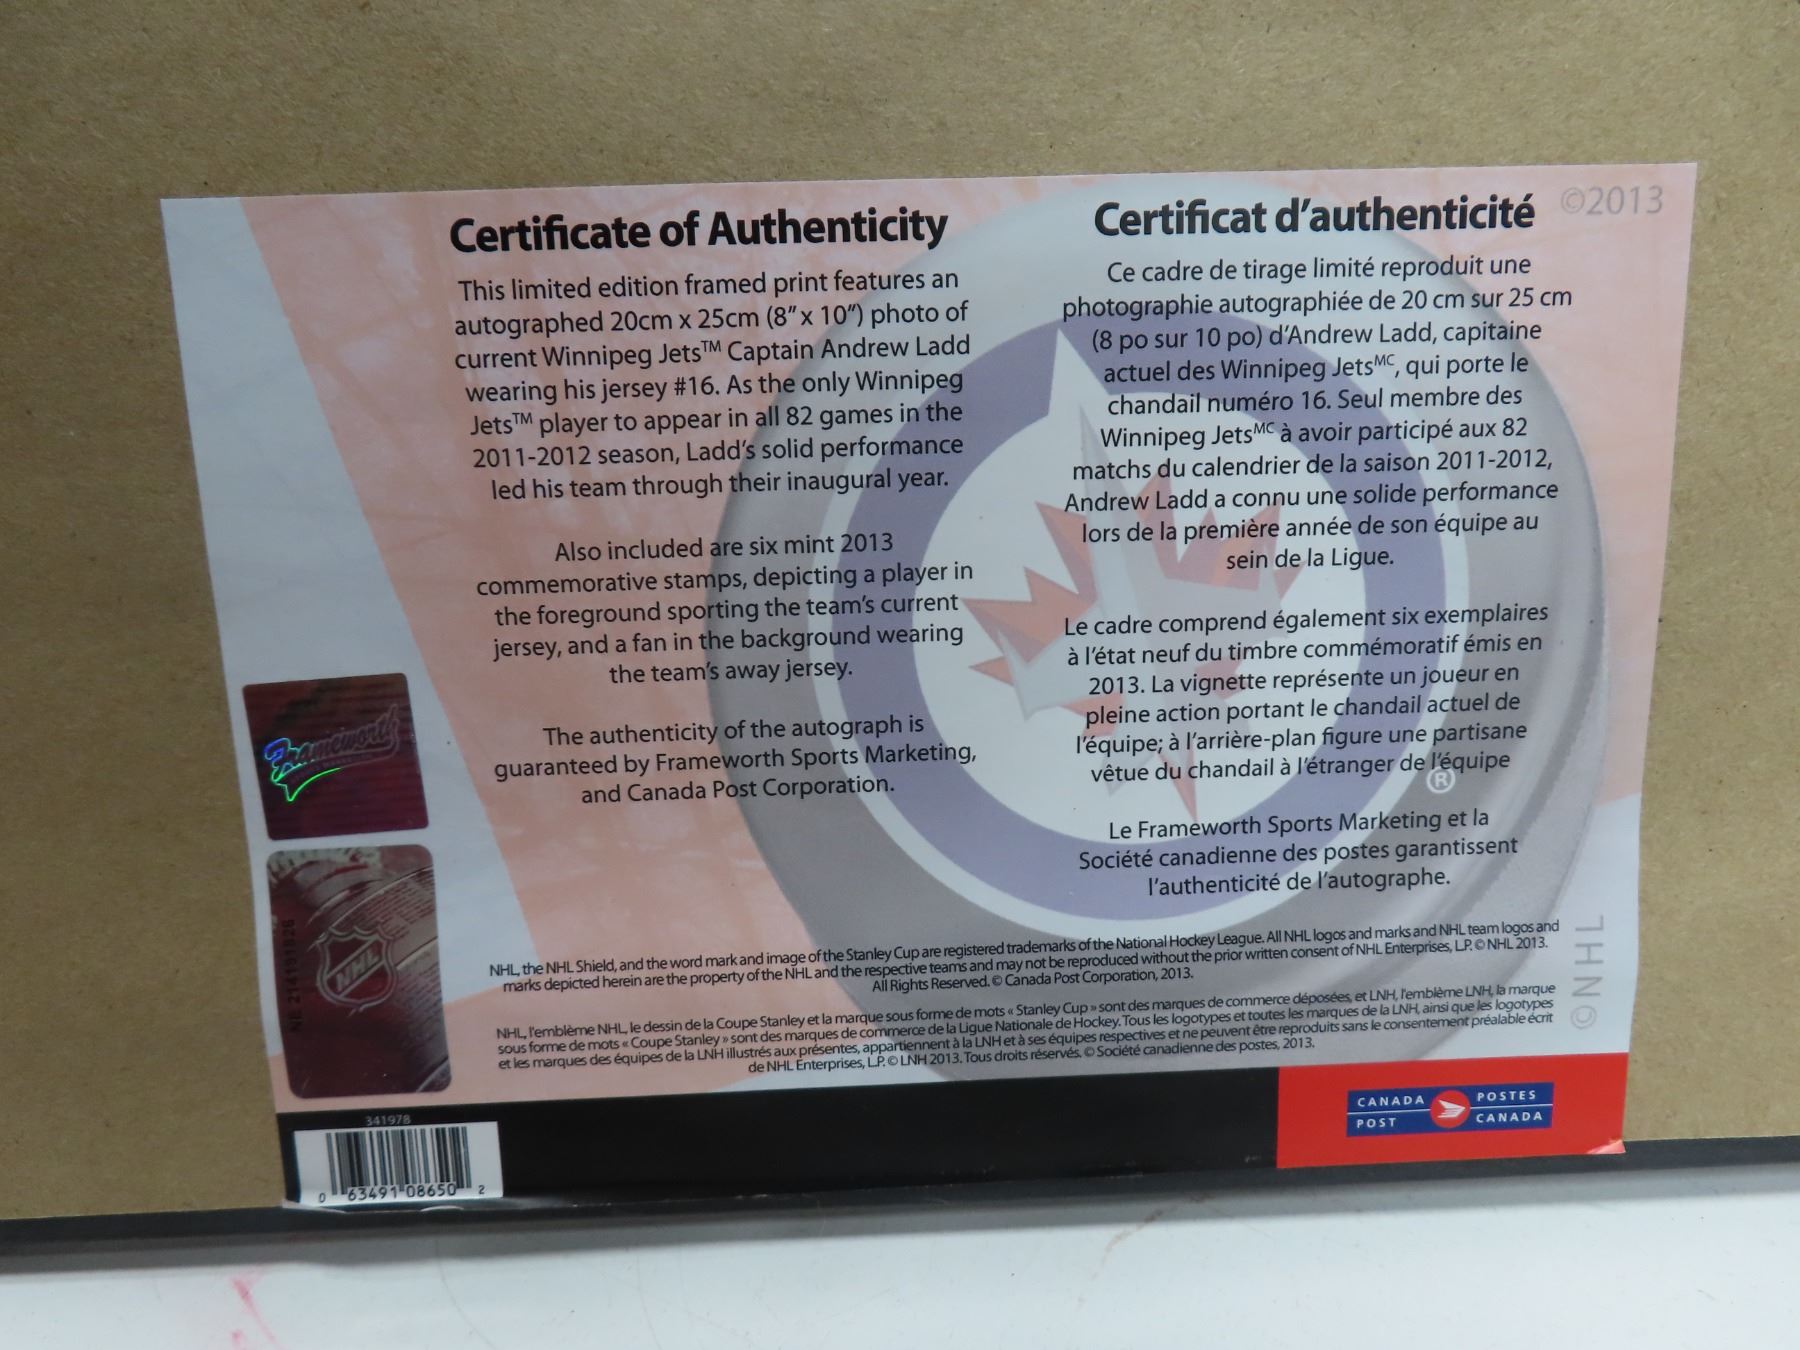 Certificate of Authenticity
This limited edition framed print features an
autographed 20cm x 25cm (8" x 10") photo of
current Winnipeg Jets™ Captain Andrew Ladd
wearing his jersey #16. As the only Winnipeg
Jets™ player to appear in all 82 games in the
2011-2012 season, Ladd's solid performance
led his team through their inaugural year.
Also included are six mint 2013
commemorative stamps, depicting a player in
the foreground sporting the team's current
jersey, and a fan in the background wearing
the team's away jersey.
The authenticity of the autograph is
guaranteed by Frameworth Sports Marketing,
and Canada Post Corporation.
Certificat d'authenticité
©2013
Ce cadre de tirage limité reproduit une
photographie autographiée de 20 cm sur 25 cm
(8 po sur 10 po) d'Andrew Ladd, capitaine
actuel des Winnipeg Jets<sup>MC</sup>, qui porte le
chandail numéro 16. Seul membre des
Winnipeg Jets<sup>MC</sup> à avoir participé aux 82
matchs du calendrier de la saison 2011-2012,
Andrew Ladd a connu une solide performance
lors de la première année de son équipe au
sein de la Ligue.
Le cadre comprend également six exemplaires
à l'état neuf du timbre commémoratif émis en
2013. La vignette représente un joueur en
pleine action portant le chandail actuel de
l'équipe; à l'arrière-plan figure une partisane
vêtue du chandail à l'étranger de l'équipe
®
Le Frameworth Sports Marketing et la
Société canadienne des postes garantissent
l'authenticité de l'autographe.
NHL, the NHL Shield, and the word mark and image of the Stanley Cup are registered trademarks of the National Hockey League. All NHL logos and marks and NHL team logos and
marks depicted herein are the property of the NHL and the respective teams and may not be reproduced without the prior written consent of NHL Enterprises, L.P. © NHL 2013.
All Rights Reserved. © Canada Post Corporation, 2013.
NHL, l'emblème NHL, le dessin de la Coupe Stanley et la marque sous forme de mots « Stanley Cup » sont des marques de commerce déposées, et LNH, l'emblème LNH, la marque
sous forme de mots « Coupe Stanley » sont des marques de commerce de la Ligue Nationale de Hockey. Tous les logotypes et toutes les marques de la LNH, ainsi que les logotypes
et les marques des équipes de la LNH illustrés aux présentes, appartiennent à la LNH et à ses équipes respectives et ne peuvent être reproduits sans le consentement préalable écrit
de NHL Enterprises, L.P. © LNH 2013. Tous droits réservés. © Société canadienne des postes, 2013.
©NHL
Frameworth
NHL
341978
0 63491 08650 2
CANADA POST
POSTES CANADA